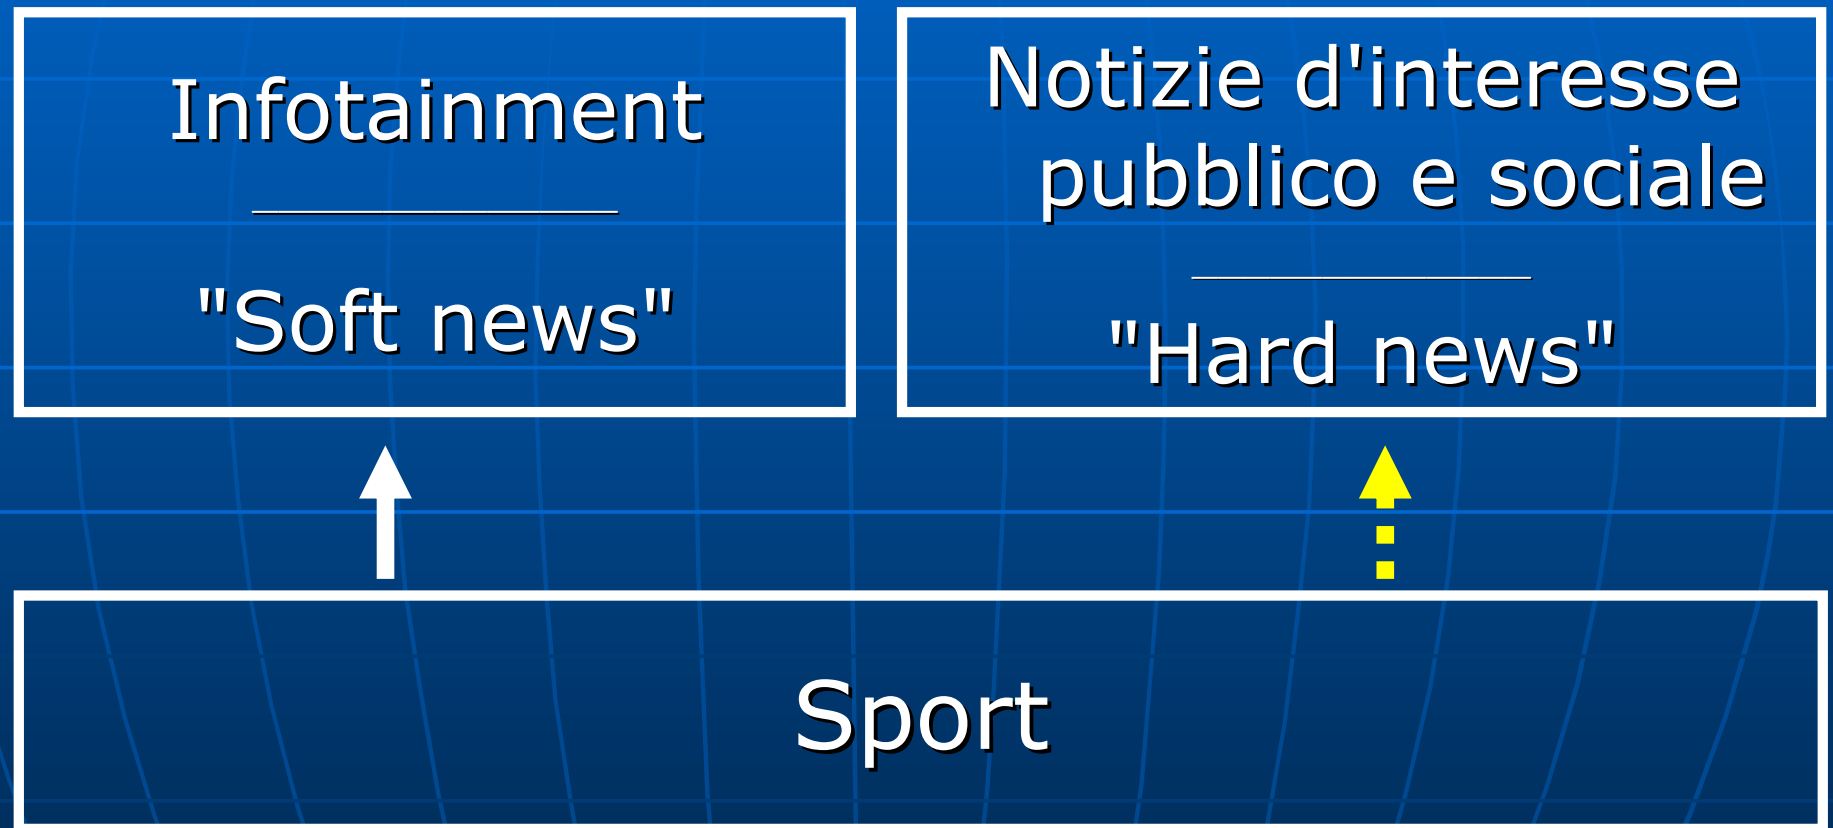 Infotainment
"Soft news"
Notizie d'interesse
pubblico e sociale
"Hard news"
Sport